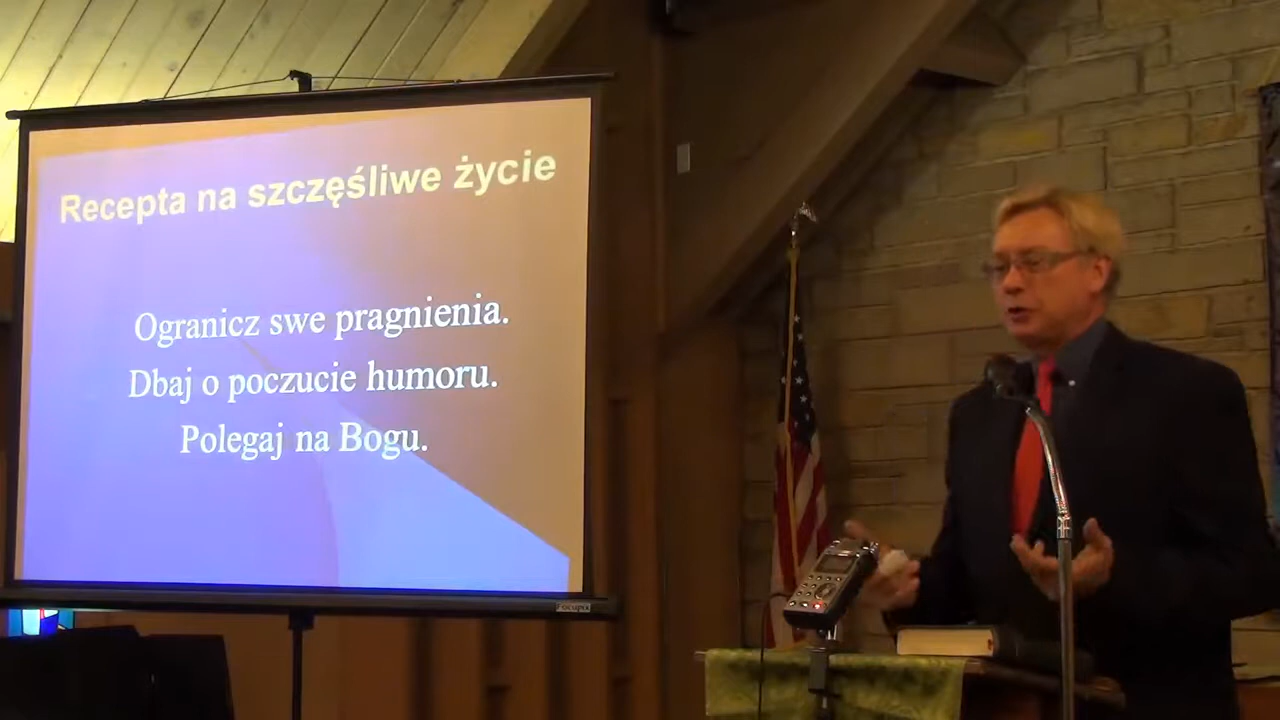 Recepta na szczęśliwe życie
Ogranicz swe pragnienia.
Dbaj o poczucie humoru.
Polegaj na Bogu.